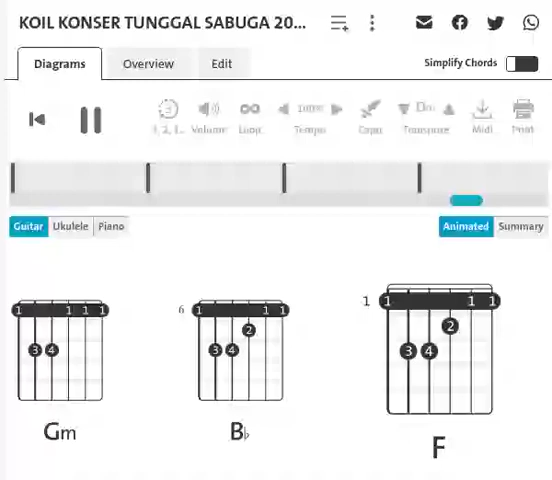 KOIL KONSER TUNGGAL SABUGA 20...
Diagrams Overview Edit Simplify Chords
1, 2, 1.. Volume Loop Tempo Capo Transpose Midi Print
Guitar Ukulele Piano Animated Summary
1 1 1 1
3 4
Gm
6 1 1 1
2
3 4
B♭
1 1 1 1
2
3 4
F